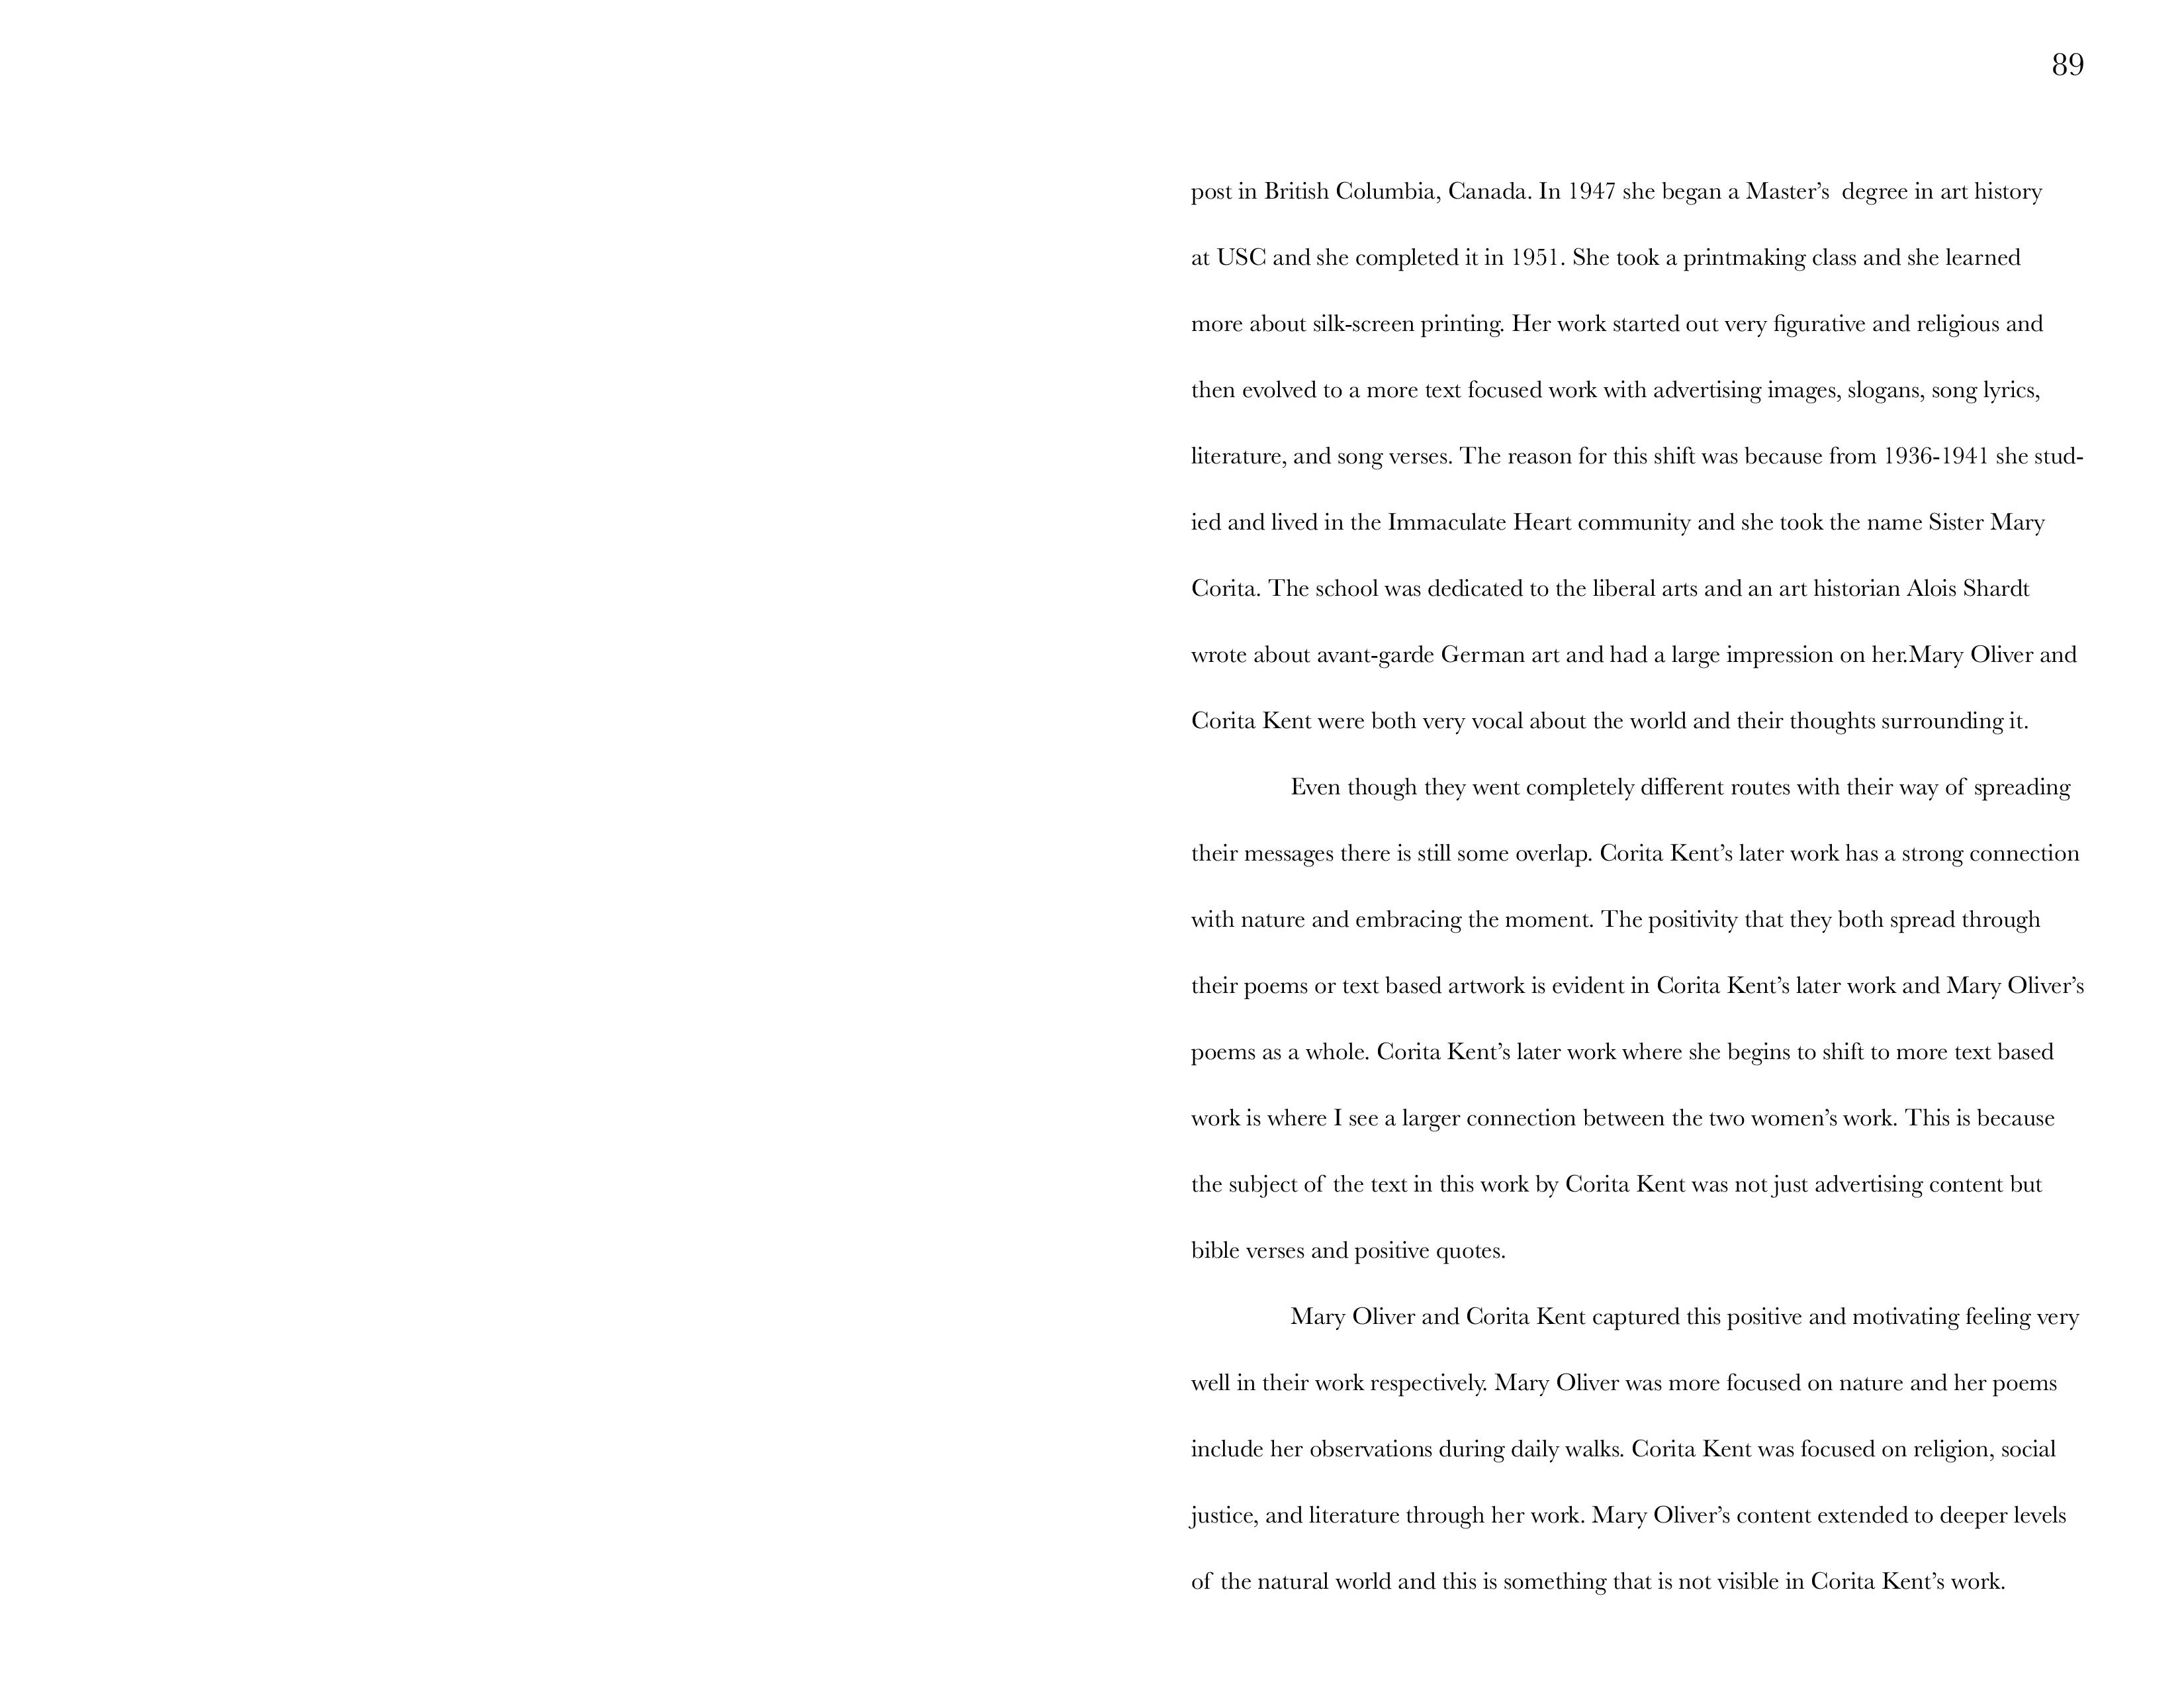 89
post in British Columbia, Canada. In 1947 she began a Master’s  degree in art history
at USC and she completed it in 1951. She took a printmaking class and she learned
more about silk-screen printing. Her work started out very figurative and religious and
then evolved to a more text focused work with advertising images, slogans, song lyrics,
literature, and song verses. The reason for this shift was because from 1936-1941 she stud-
ied and lived in the Immaculate Heart community and she took the name Sister Mary
Corita. The school was dedicated to the liberal arts and an art historian Alois Shardt
wrote about avant-garde German art and had a large impression on her.Mary Oliver and
Corita Kent were both very vocal about the world and their thoughts surrounding it.
Even though they went completely different routes with their way of spreading
their messages there is still some overlap. Corita Kent’s later work has a strong connection
with nature and embracing the moment. The positivity that they both spread through
their poems or text based artwork is evident in Corita Kent’s later work and Mary Oliver’s
poems as a whole. Corita Kent’s later work where she begins to shift to more text based
work is where I see a larger connection between the two women’s work. This is because
the subject of the text in this work by Corita Kent was not just advertising content but
bible verses and positive quotes.
Mary Oliver and Corita Kent captured this positive and motivating feeling very
well in their work respectively. Mary Oliver was more focused on nature and her poems
include her observations during daily walks. Corita Kent was focused on religion, social
justice, and literature through her work. Mary Oliver’s content extended to deeper levels
of the natural world and this is something that is not visible in Corita Kent’s work.